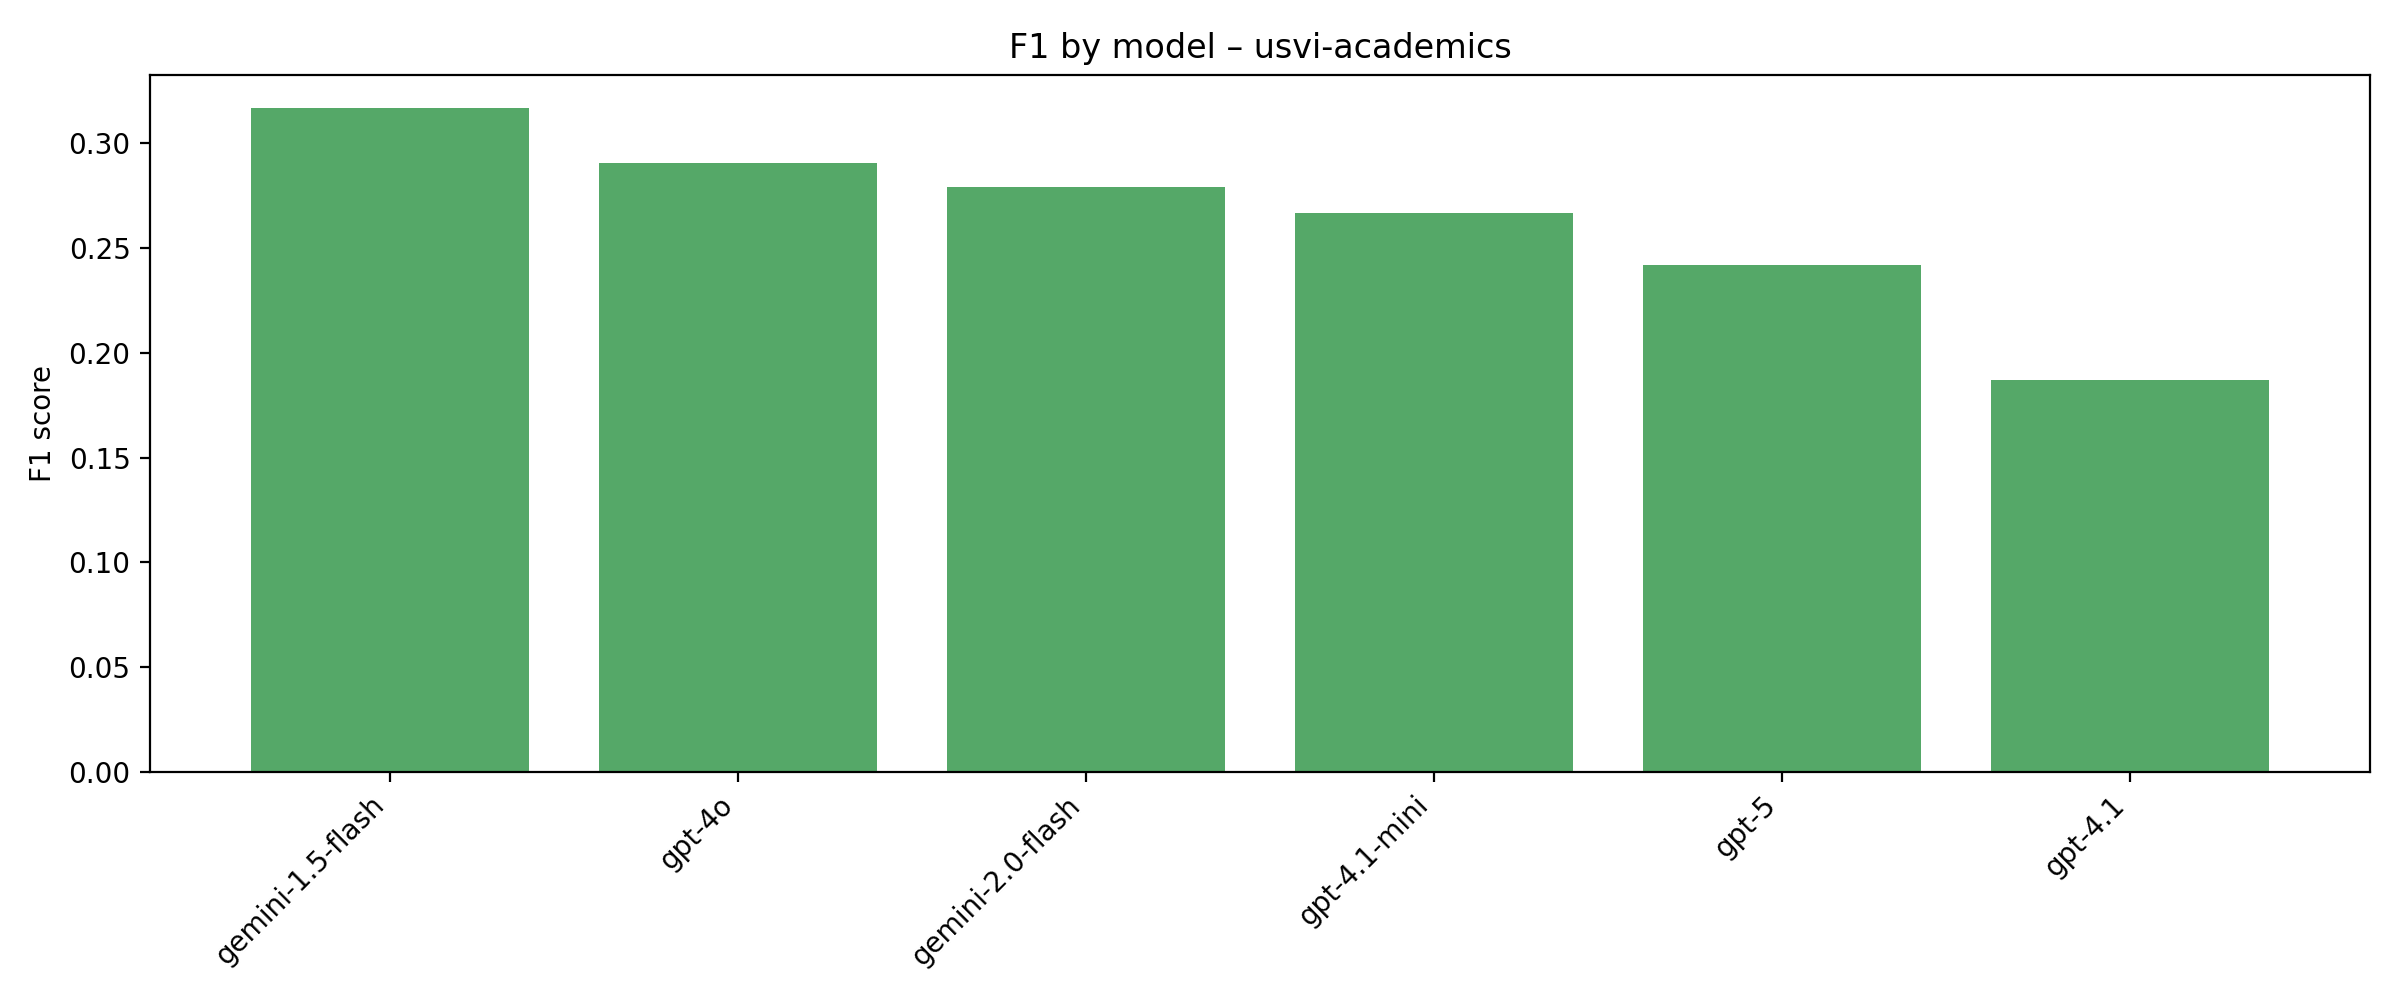 F1 by model – usvi-academics
F1 score
0.30
0.25
0.20
0.15
0.10
0.05
0.00
gemini-1.5-flash
gpt-4o
gemini-2.0-flash
gpt-4.1-mini
gpt-5
gpt-4.1